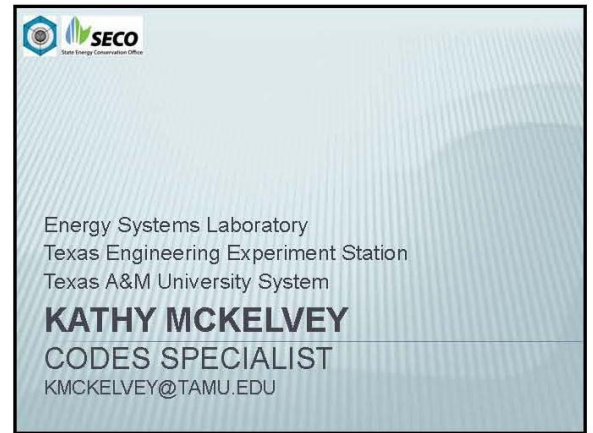 SECO
State Energy Conservation Office
Energy Systems Laboratory
Texas Engineering Experiment Station
Texas A&M University System
KATHY MCKELVEY
CODES SPECIALIST
KMCKELVEY@TAMU.EDU